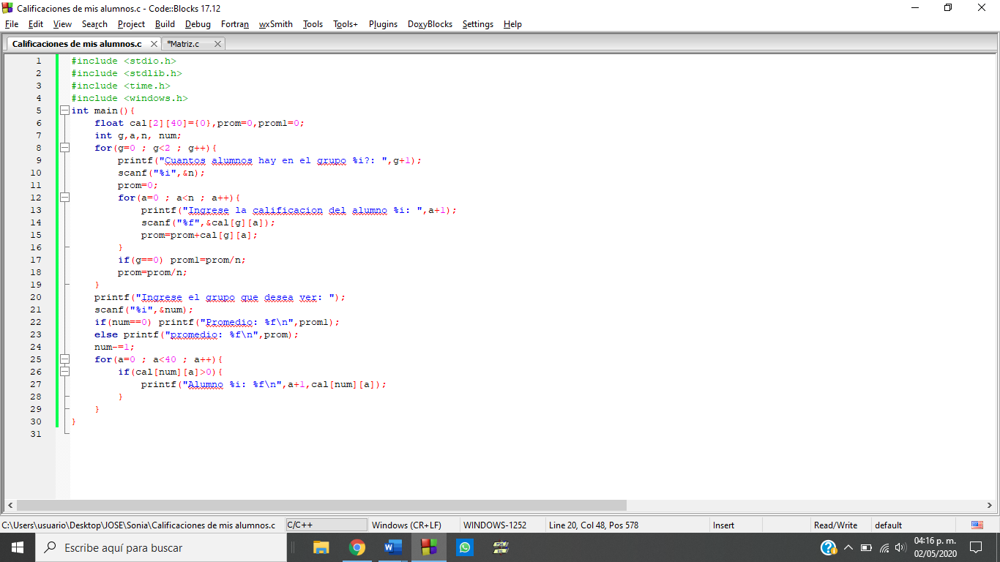 Calificaciones de mis alumnos.c - Code::Blocks 17.12
File Edit View Search Project Build Debug Fortran wxSmith Tools Tools+ Plugins DoxyBlocks Settings Help
Calificaciones de mis alumnos.c *Matriz.c
1 #include <stdio.h>
2 #include <stdlib.h>
3 #include <time.h>
4 #include <windows.h>
5 int main(){
6 float cal[2][40]={0},prom=0,prom1=0;
7 int g,a,n, num;
8 for(g=0 ; g<2 ; g++){
9 printf("Cuantos alumnos hay en el grupo %i?: ",g+1);
10 scanf("%i",&n);
11 prom=0;
12 for(a=0 ; a<n ; a++){
13 printf("Ingrese la calificacion del alumno %i: ",a+1);
14 scanf("%f",&cal[g][a]);
15 prom=prom+cal[g][a];
16 }
17 if(g==0) prom1=prom/n;
18 prom=prom/n;
19 }
20 printf("Ingrese el grupo que desea ver: ");
21 scanf("%i",&num);
22 if(num==0) printf("Promedio: %f\n",prom1);
23 else printf("promedio: %f\n",prom);
24 num-=1;
25 for(a=0 ; a<40 ; a++){
26 if(cal[num][a]>0){
27 printf("Alumno %i: %f\n",a+1,cal[num][a]);
28 }
29 }
30 }
31
C:\Users\usuario\Desktop\JOSE\Sonia\Calificaciones de mis alumnos.c C/C++ Windows (CR+LF) WINDOWS-1252 Line 20, Col 48, Pos 578 Insert Read/Write default
Escribe aquí para buscar
04:16 p. m.
02/05/2020